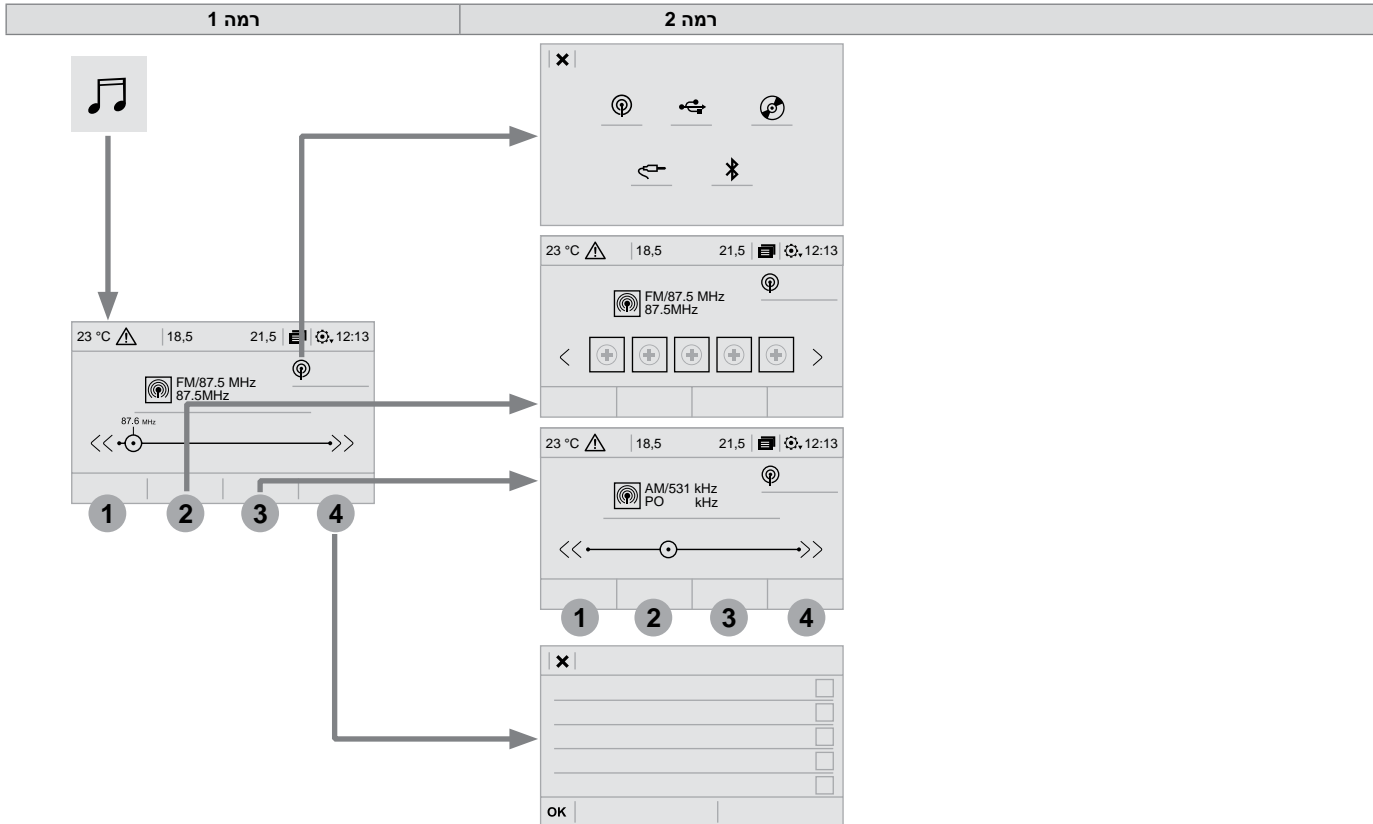 רמה 1
רמה 2
23 °C 18,5 21,5 12:13
FM/87.5 MHz
87.5MHz
87.6 MHz
1 2 3 4
23 °C 18,5 21,5 12:13
FM/87.5 MHz
87.5MHz
23 °C 18,5 21,5 12:13
AM/531 kHz
PO kHz
1 2 3 4
OK